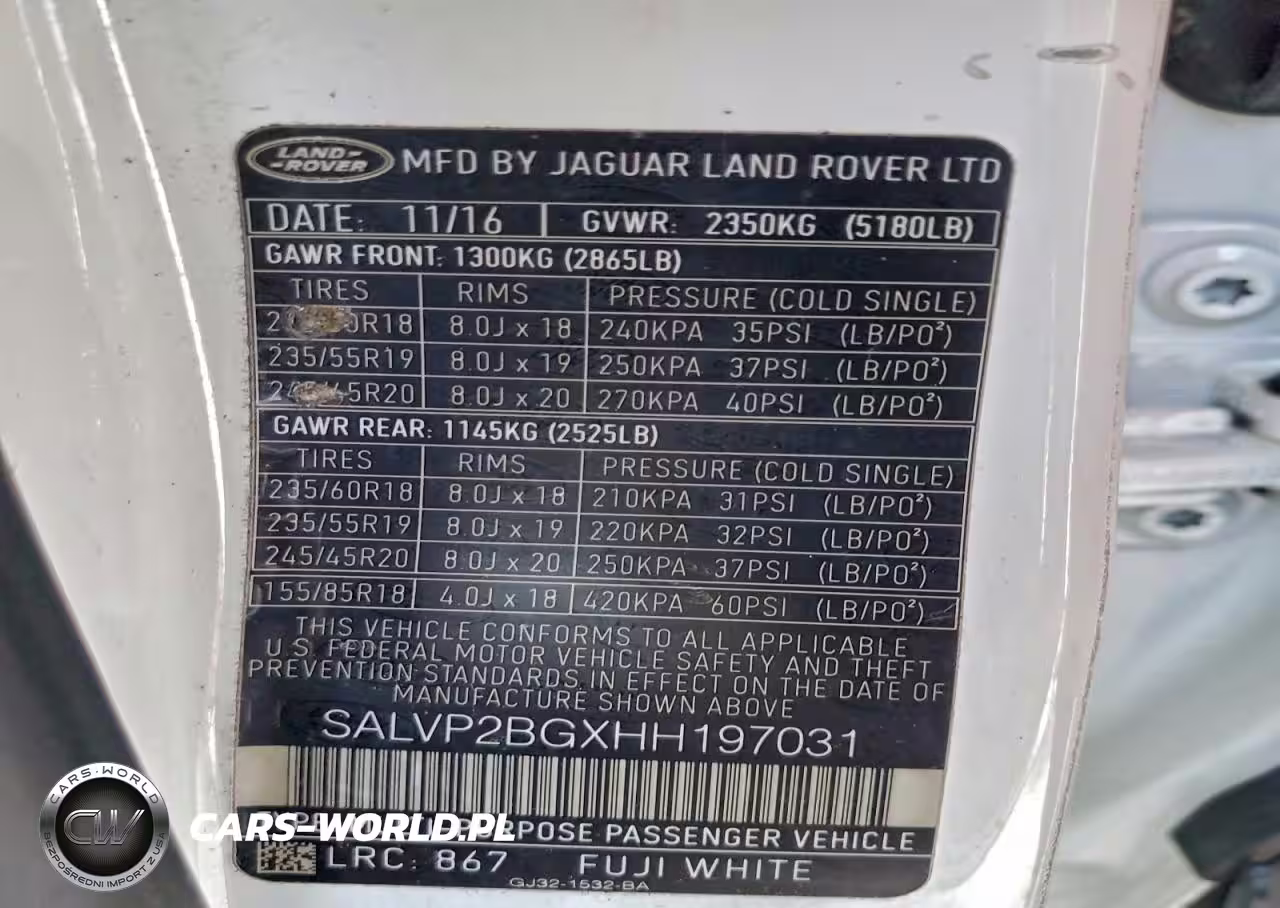 LAND-
-ROVER
MFD BY JAGUAR LAND ROVER LTD
DATE: 11/16 GVWR: 2350KG (5180LB)
GAWR FRONT: 1300KG (2865LB)
TIRES RIMS PRESSURE (COLD SINGLE)
8.0J x 18 240KPA 35PSI (LB/PO²)
235/55R19 8.0J x 19 250KPA 37PSI (LB/PO²)
8.0J x 20 270KPA 40PSI (LB/PO²)
GAWR REAR: 1145KG (2525LB)
TIRES RIMS PRESSURE (COLD SINGLE)
235/60R18 8.0J x 18 210KPA 31PSI (LB/PO²)
235/55R19 8.0J x 19 220KPA 32PSI (LB/PO²)
245/45R20 8.0J x 20 250KPA 37PSI (LB/PO²)
155/85R18 4.0J x 18 420KPA 60PSI (LB/PO²)
THIS VEHICLE CONFORMS TO ALL APPLICABLE
U.S. FEDERAL MOTOR VEHICLE SAFETY AND THEFT
PREVENTION STANDARDS IN EFFECT ON THE DATE OF
MANUFACTURE SHOWN ABOVE
SALVP2BGXHH197031
PASSENGER VEHICLE
LRC: 867 FUJI WHITE
GJ32-1532-BA
CARS-WORLD
CW
BEZPOŚREDNI IMPORT Z USA
CARS-WORLD.PL